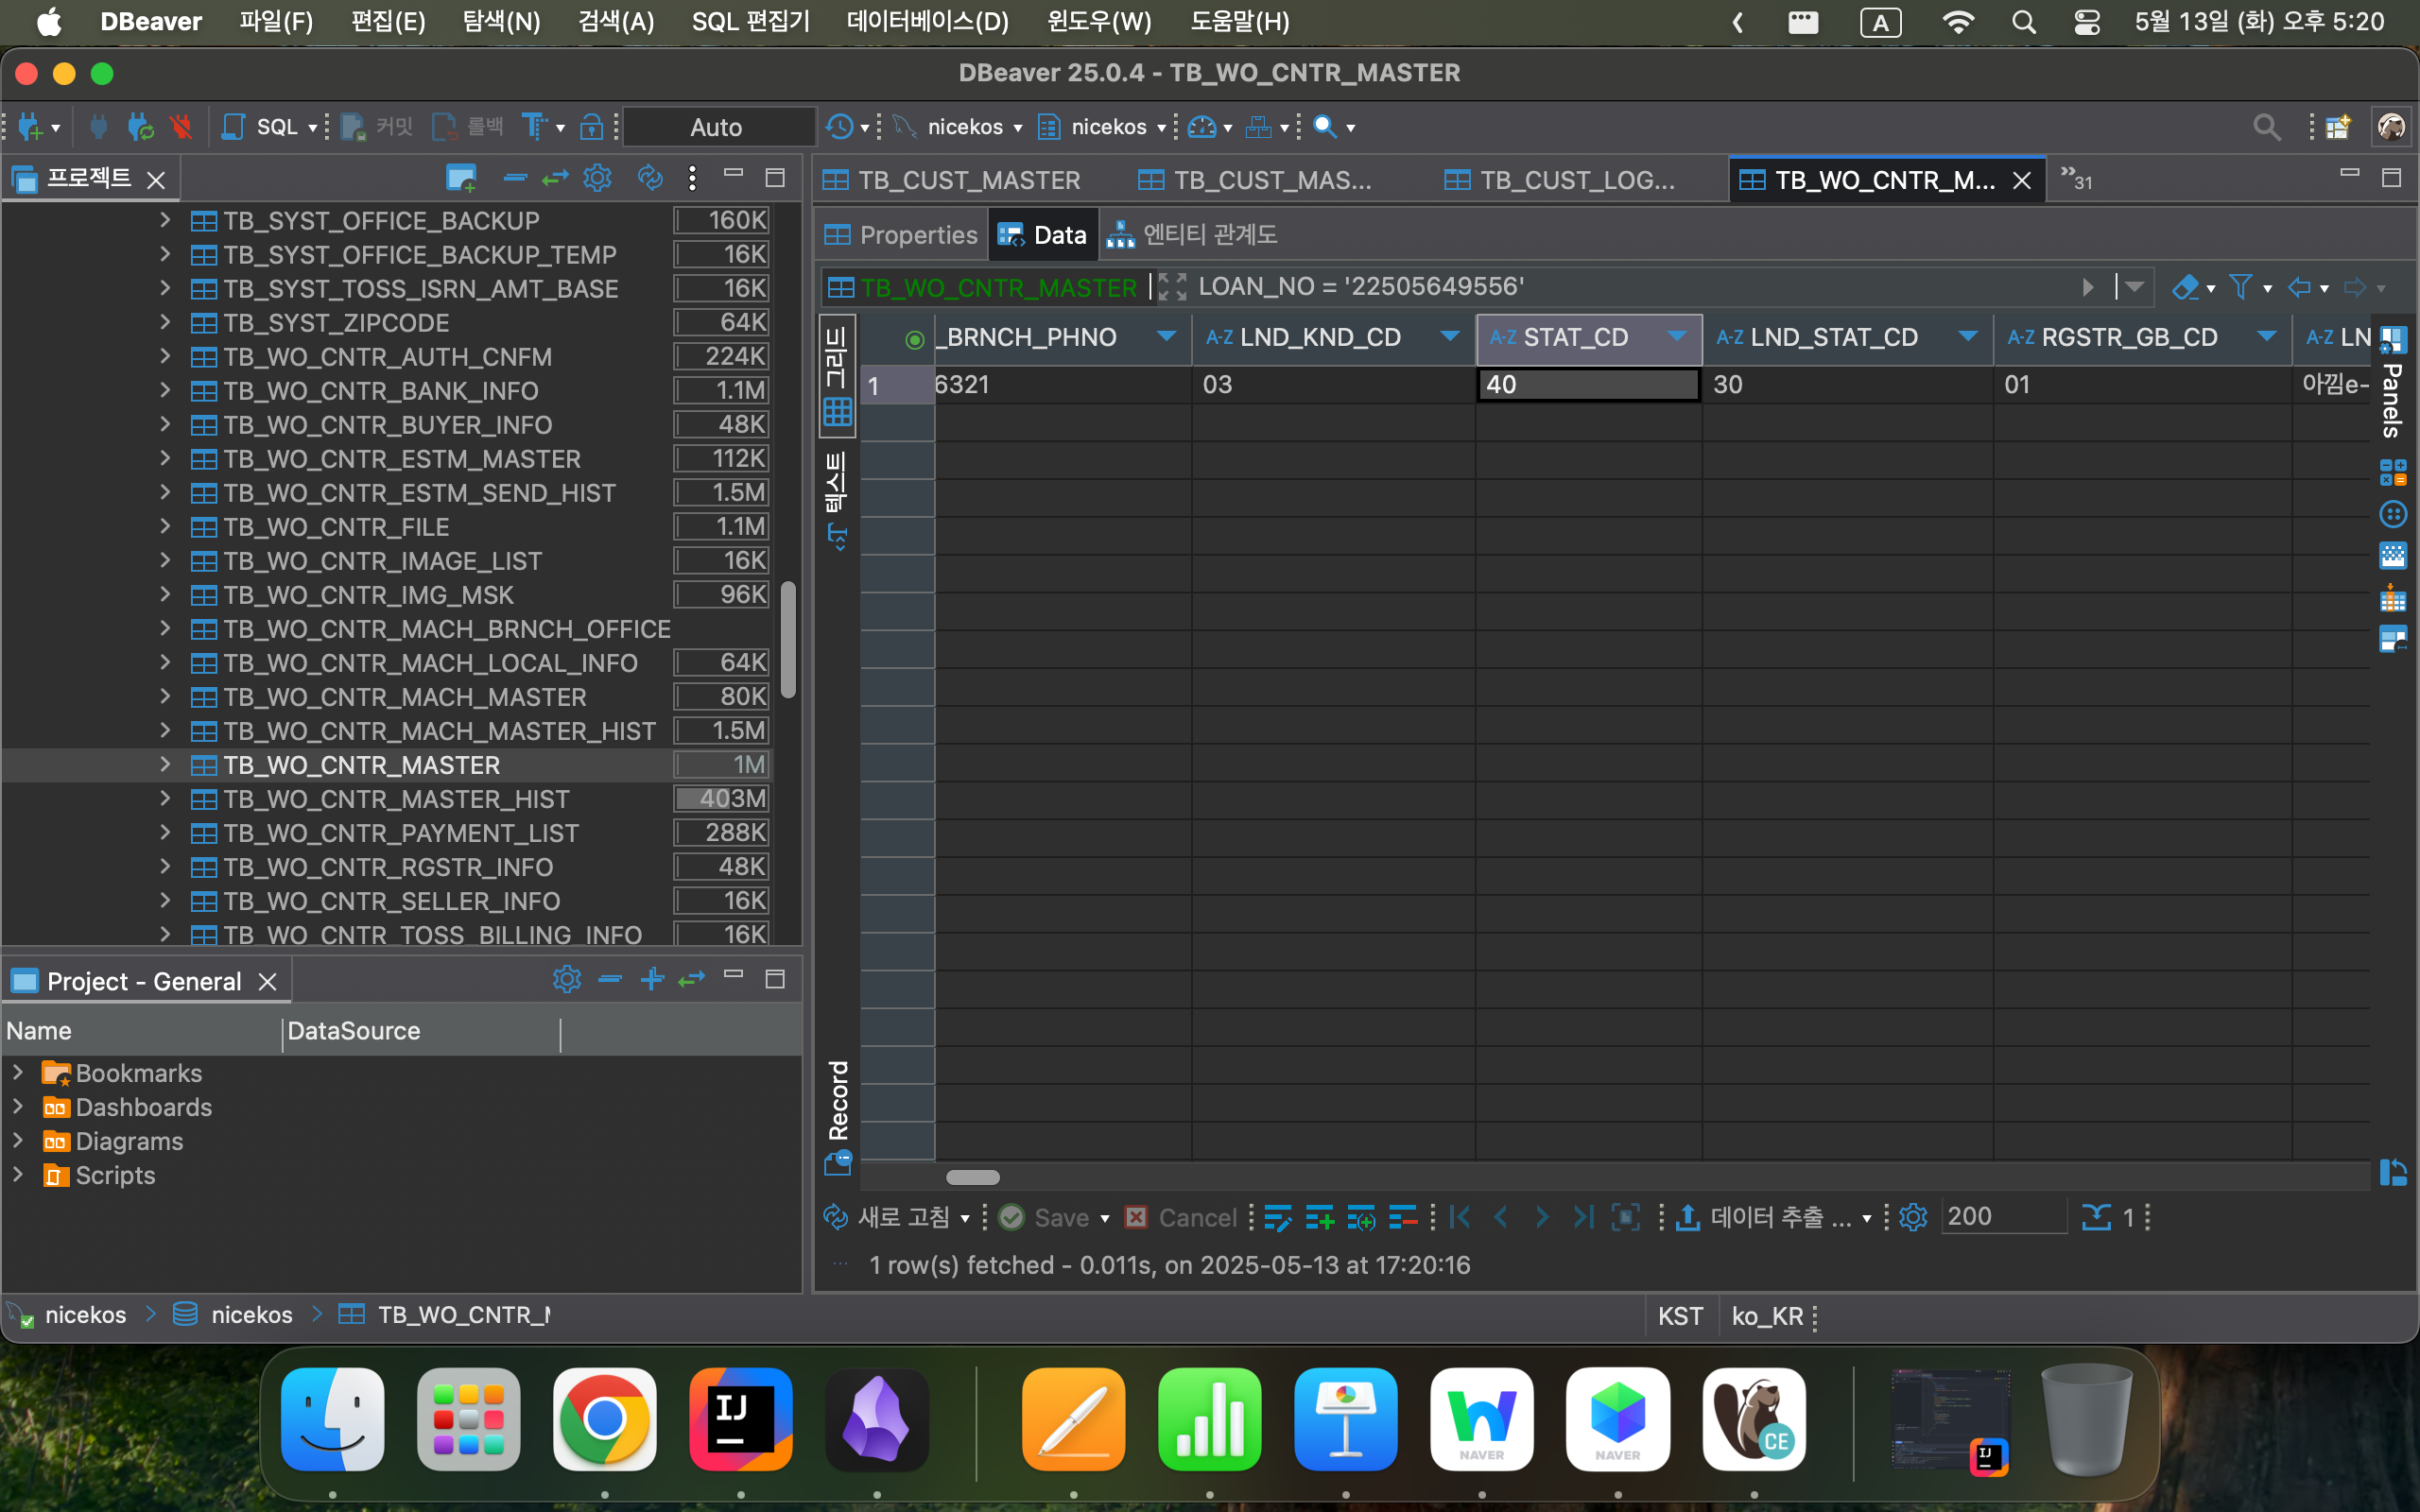 DBeaver 파일(F) 편집(E) 탐색(N) 검색(A) SQL 편집기 데이터베이스(D) 윈도우(W) 도움말(H) A 5월 13일 (화) 오후 5:20
DBeaver 25.0.4 - TB_WO_CNTR_MASTER
SQL 커밋 롤백 Auto nicekos nicekos
프로젝트
TB_SYST_OFFICE_BACKUP 160K
TB_SYST_OFFICE_BACKUP_TEMP 16K
TB_SYST_TOSS_ISRN_AMT_BASE 16K
TB_SYST_ZIPCODE 64K
TB_WO_CNTR_AUTH_CNFM 224K
TB_WO_CNTR_BANK_INFO 1.1M
TB_WO_CNTR_BUYER_INFO 48K
TB_WO_CNTR_ESTM_MASTER 112K
TB_WO_CNTR_ESTM_SEND_HIST 1.5M
TB_WO_CNTR_FILE 1.1M
TB_WO_CNTR_IMAGE_LIST 16K
TB_WO_CNTR_IMG_MSK 96K
TB_WO_CNTR_MACH_BRNCH_OFFICE
TB_WO_CNTR_MACH_LOCAL_INFO 64K
TB_WO_CNTR_MACH_MASTER 80K
TB_WO_CNTR_MACH_MASTER_HIST 1.5M
TB_WO_CNTR_MASTER 1M
TB_WO_CNTR_MASTER_HIST 403M
TB_WO_CNTR_PAYMENT_LIST 288K
TB_WO_CNTR_RGSTR_INFO 48K
TB_WO_CNTR_SELLER_INFO 16K
TB_WO_CNTR_TOSS_BILLING_INFO 16K
Project - General
Name DataSource
Bookmarks
Dashboards
Diagrams
Scripts
TB_CUST_MASTER TB_CUST_MAS... TB_CUST_LOG... TB_WO_CNTR_M... »31
Properties Data 엔티티 관계도
TB_WO_CNTR_MASTER LOAN_NO = '22505649556'
그리드
텍스트
Record
_BRNCH_PHNO A-Z LND_KND_CD A-Z STAT_CD A-Z LND_STAT_CD A-Z RGSTR_GB_CD A-Z LN
1 6321 03 40 30 01 아낌e-
Panels
새로 고침 Save Cancel 데이터 추출 ... 200 1
1 row(s) fetched - 0.011s, on 2025-05-13 at 17:20:16
nicekos nicekos TB_WO_CNTR_M KST ko_KR
IJ
NAVER
NAVER
CE
IJ